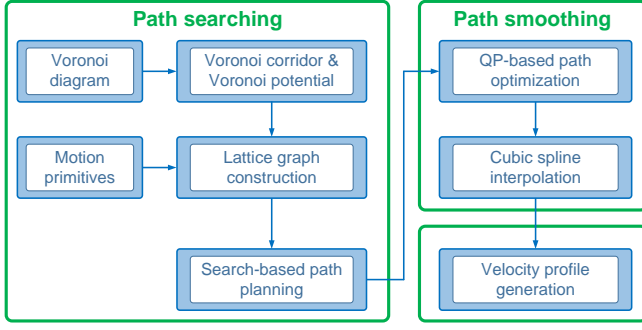 Path searching
Voronoi
diagram
Voronoi corridor &
Voronoi potential
Motion
primitives
Lattice graph
construction
Search-based path
planning
Path smoothing
QP-based path
optimization
Cubic spline
interpolation
Velocity profile
generation